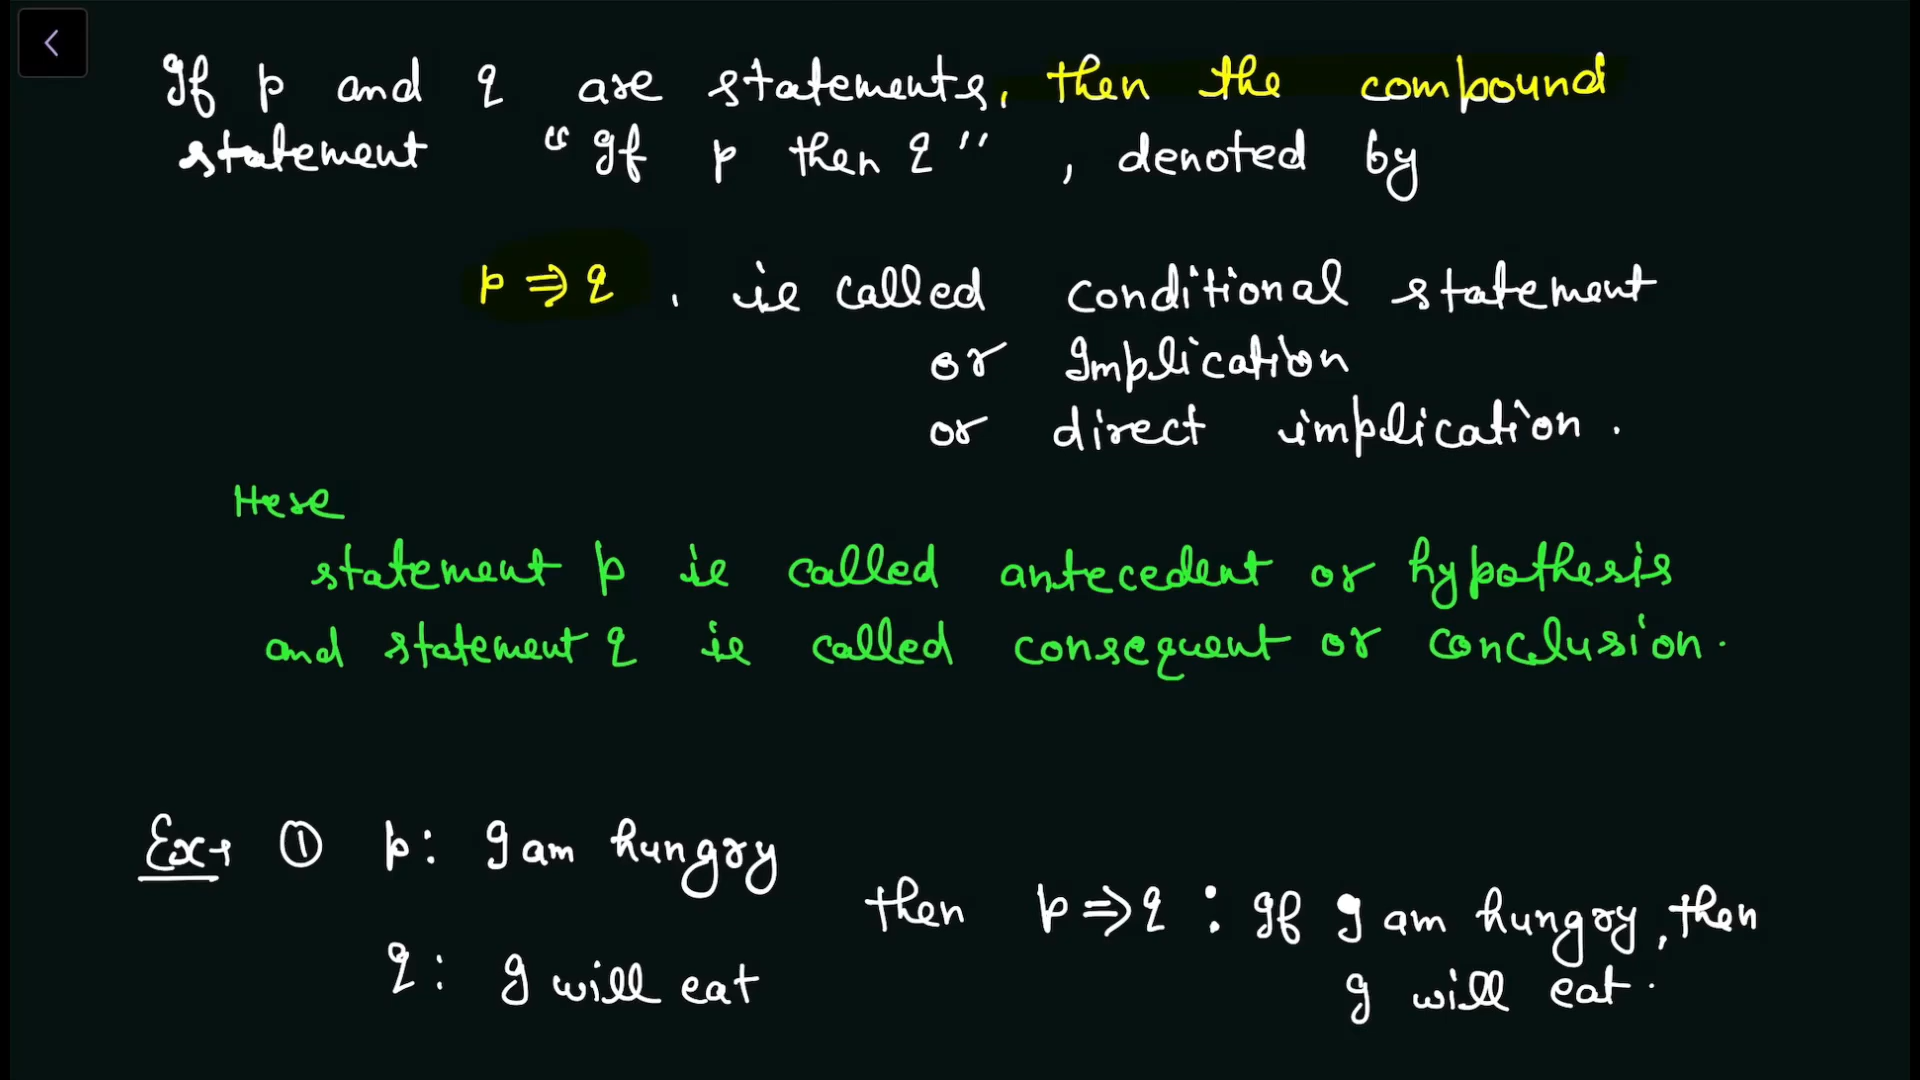 If p and q are statements, then the compound
statement "If p then q", denoted by
p ⇒ q, is called conditional statement
or Implication
or direct implication.
Here
statement p is called antecedent or hypothesis
and statement q is called consequent or conclusion.
Ex→ ① p: I am hungry
then p ⇒ q : If I am hungry, then
q: I will eat
I will eat.